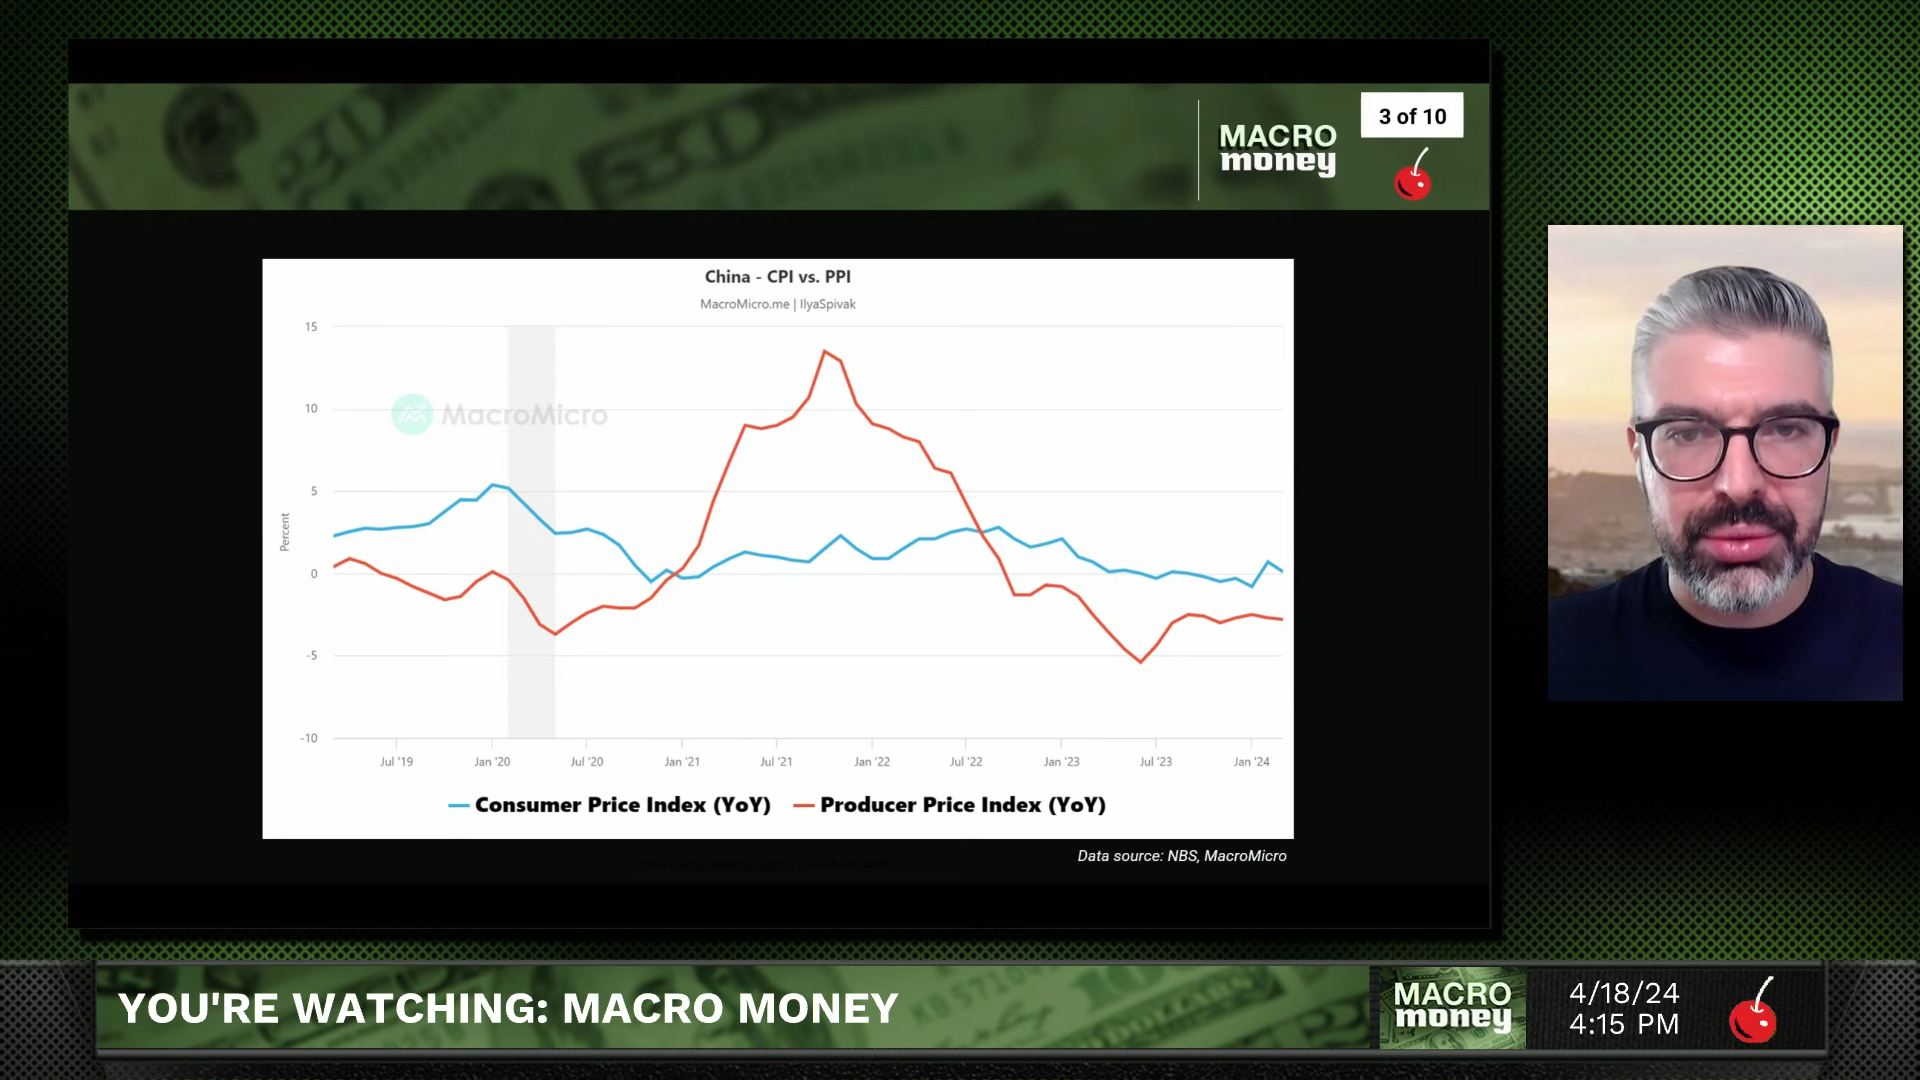 3 of 10
MACRO
money
China - CPI vs. PPI
MacroMicro.me | IlyaSpivak
15
10
5
0
-5
-10
Percent
MacroMicro
Jul '19
Jan '20
Jul '20
Jan '21
Jul '21
Jan '22
Jul '22
Jan '23
Jul '23
Jan '24
Consumer Price Index (YoY)
Producer Price Index (YoY)
Data source: NBS, MacroMicro
YOU'RE WATCHING: MACRO MONEY
MACRO
money
4/18/24
4:15 PM